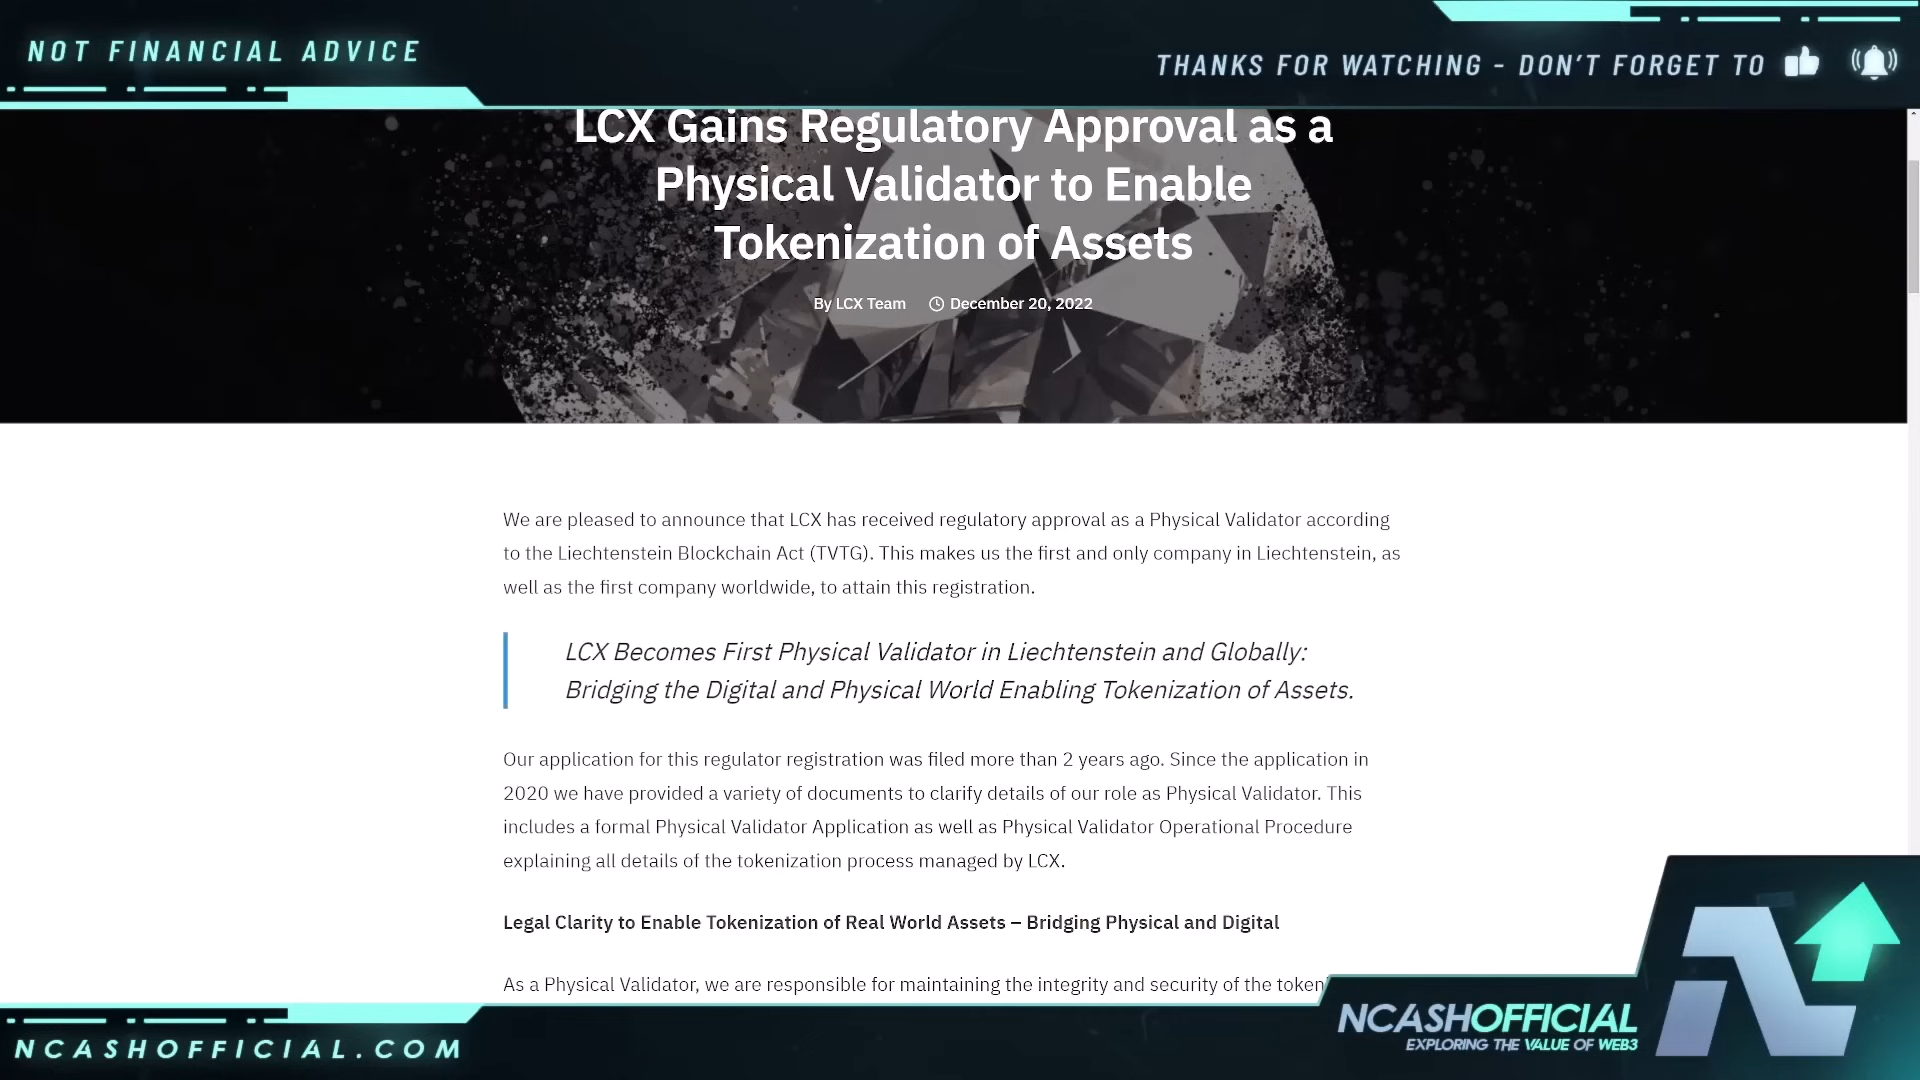 NOT FINANCIAL ADVICE
THANKS FOR WATCHING - DON'T FORGET TO
LCX Gains Regulatory Approval as a
Physical Validator to Enable
Tokenization of Assets
By LCX Team December 20, 2022
We are pleased to announce that LCX has received regulatory approval as a Physical Validator according
to the Liechtenstein Blockchain Act (TVTG). This makes us the first and only company in Liechtenstein, as
well as the first company worldwide, to attain this registration.
LCX Becomes First Physical Validator in Liechtenstein and Globally:
Bridging the Digital and Physical World Enabling Tokenization of Assets.
Our application for this regulator registration was filed more than 2 years ago. Since the application in
2020 we have provided a variety of documents to clarify details of our role as Physical Validator. This
includes a formal Physical Validator Application as well as Physical Validator Operational Procedure
explaining all details of the tokenization process managed by LCX.
Legal Clarity to Enable Tokenization of Real World Assets – Bridging Physical and Digital
As a Physical Validator, we are responsible for maintaining the integrity and security of the token
NCASHOFFICIAL
EXPLORING THE VALUE OF WEB3
NCASHOFFICIAL.COM